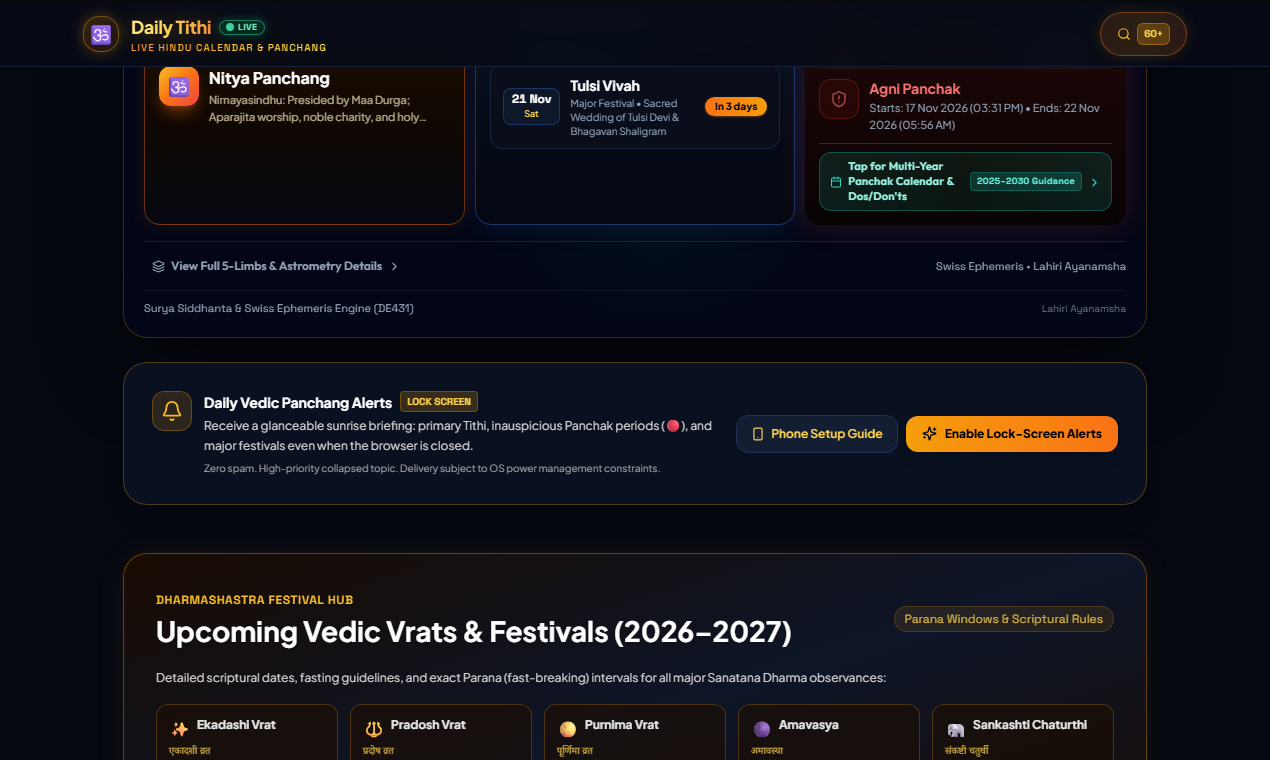 Daily Tithi LIVE
LIVE HINDU CALENDAR & PANCHANG
60+
Nitya Panchang
Nirnayasindhu: Presided by Maa Durga;
Aparajita worship, noble charity, and holy...
21 Nov
Sat
Tulsi Vivah
Major Festival • Sacred
Wedding of Tulsi Devi &
Bhagavan Shaligram
In 3 days
Agni Panchak
Starts: 17 Nov 2026 (03:31 PM) • Ends: 22 Nov
2026 (05:56 AM)
Tap for Multi-Year
Panchak Calendar &
Dos/Don'ts
2025–2030 Guidance
View Full 5-Limbs & Astrometry Details
Swiss Ephemeris • Lahiri Ayanamsha
Surya Siddhanta & Swiss Ephemeris Engine (DE431)
Lahiri Ayanamsha
Daily Vedic Panchang Alerts LOCK SCREEN
Receive a glanceable sunrise briefing: primary Tithi, inauspicious Panchak periods (🔴), and
major festivals even when the browser is closed.
Zero spam. High-priority collapsed topic. Delivery subject to OS power management constraints.
Phone Setup Guide
Enable Lock-Screen Alerts
DHARMASHASTRA FESTIVAL HUB
Upcoming Vedic Vrats & Festivals (2026–2027)
Parana Windows & Scriptural Rules
Detailed scriptural dates, fasting guidelines, and exact Parana (fast-breaking) intervals for all major Sanatana Dharma observances:
Ekadashi Vrat
एकादशी व्रत
Pradosh Vrat
प्रदोष व्रत
Purnima Vrat
पूर्णिमा व्रत
Amavasya
अमावस्या
Sankashti Chaturthi
संकष्टी चतुर्थी